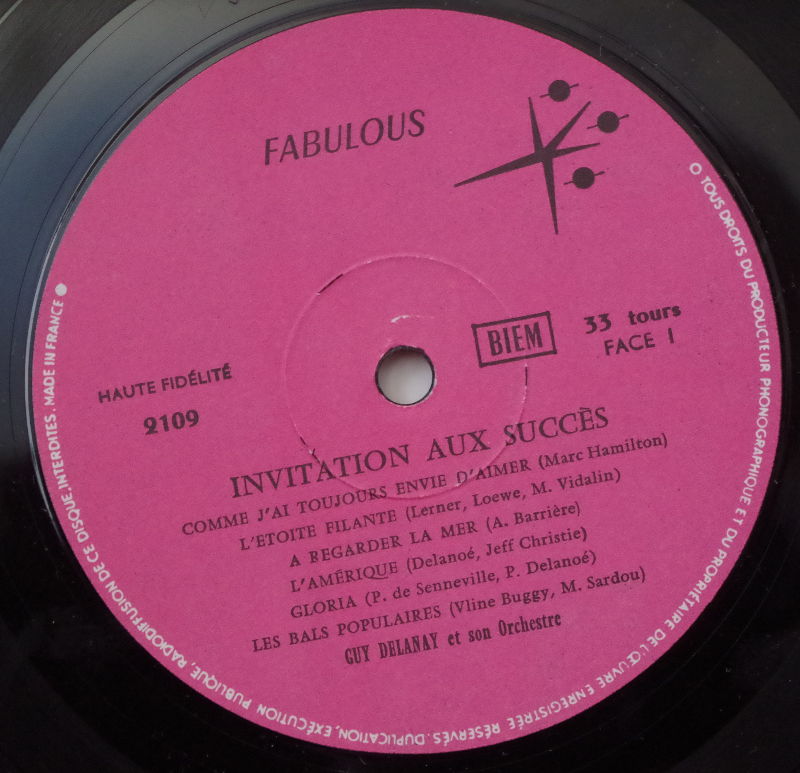 FABULOUS
HAUTE FIDÉLITÉ
2109
BIEM
33 tours
FACE I
INVITATION AUX SUCCÈS
COMME J'AI TOUJOURS ENVIE D'AIMER (Marc Hamilton)
L'ETOITE FILANTE (Lerner, Loewe, M. Vidalin)
A REGARDER LA MER (A. Barrière)
L'AMÉRIQUE (Delanoé, Jeff Christie)
GLORIA (P. de Senneville, P. Delanoé)
LES BALS POPULAIRES (Vline Buggy, M. Sardou)
GUY DELANAY et son Orchestre
O TOUS DROITS DU PRODUCTEUR PHONOGRAPHIQUE ET DU PROPRIÉTAIRE DE L'ŒUVRE ENREGISTRÉE RÉSERVÉS. DUPLICATION, EXÉCUTION PUBLIQUE, RADIODIFFUSION DE CE DISQUE, INTERDITES. MADE IN FRANCE ●